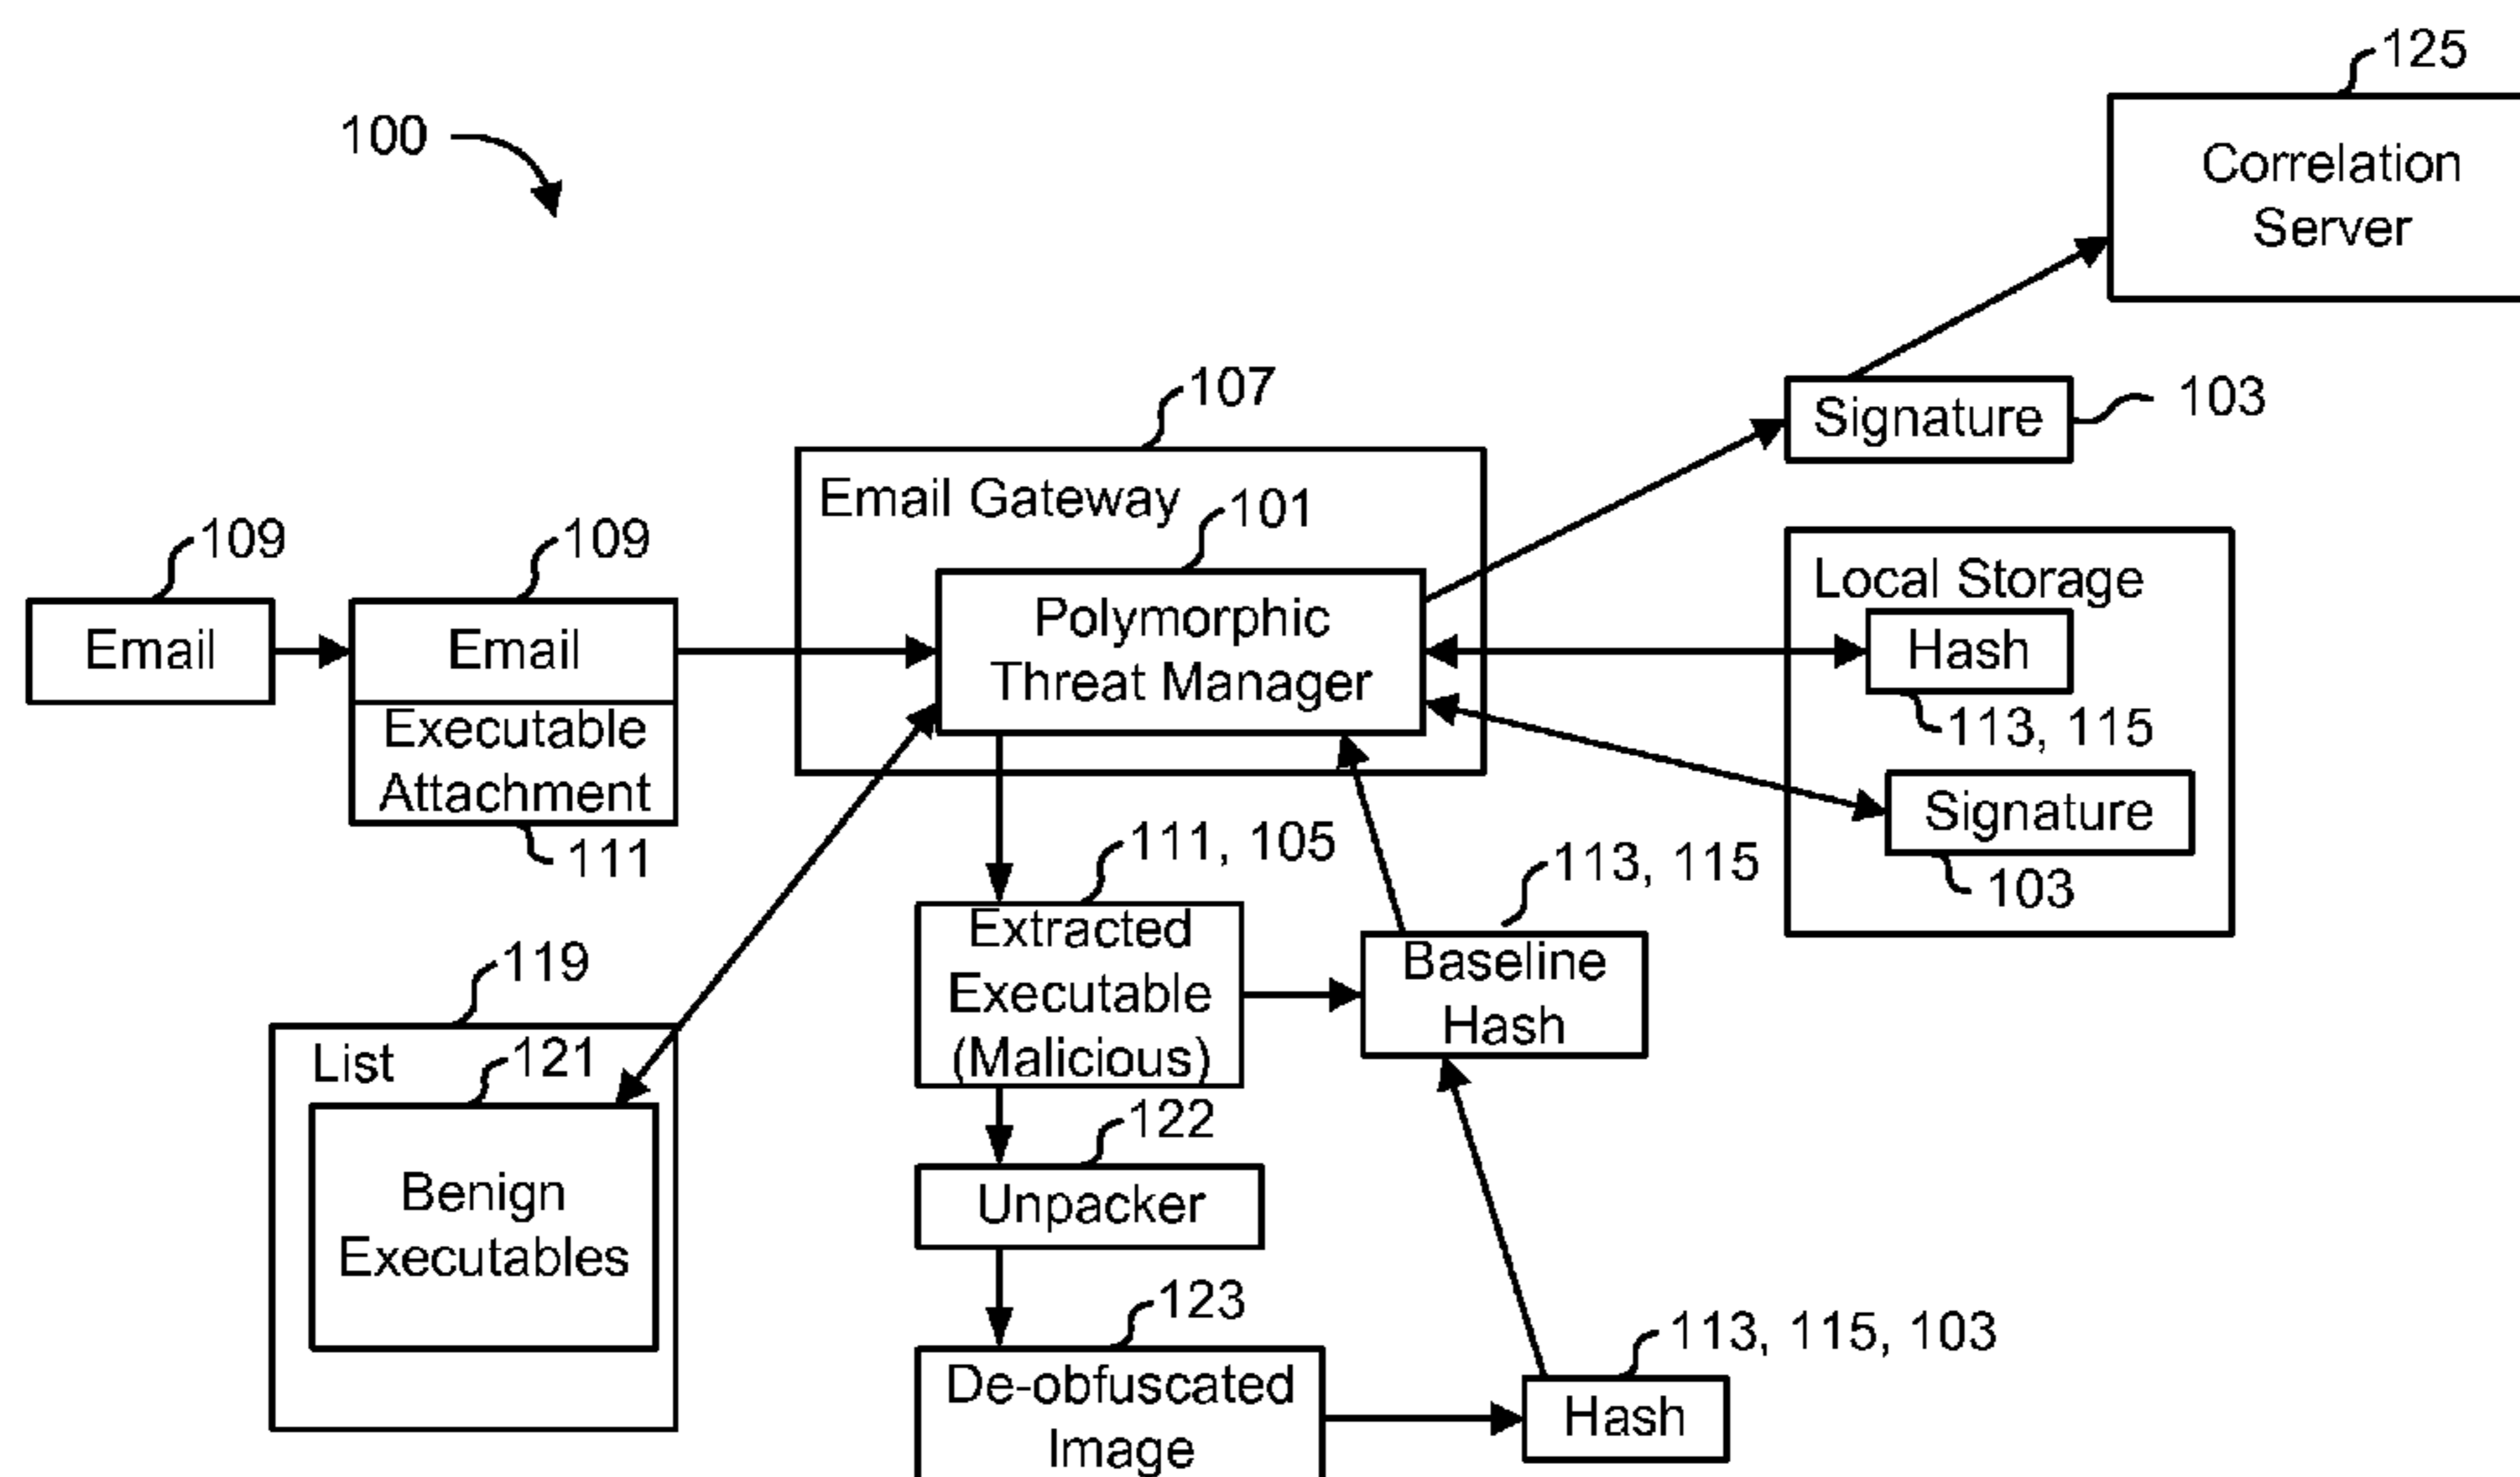 125
100
Correlation
Server
107
103
Signature
Email Gateway
101
109
109
Local Storage
Polymorphic
Threat Manager
Email
Email
Hash
Executable
Attachment
113, 115
Signature
111
111, 105
113, 115
103
Extracted
Executable
(Malicious)
Baseline
Hash
119
List
121
122
Unpacker
Benign
Executables
123
113, 115, 103
De-obfuscated
Image
Hash